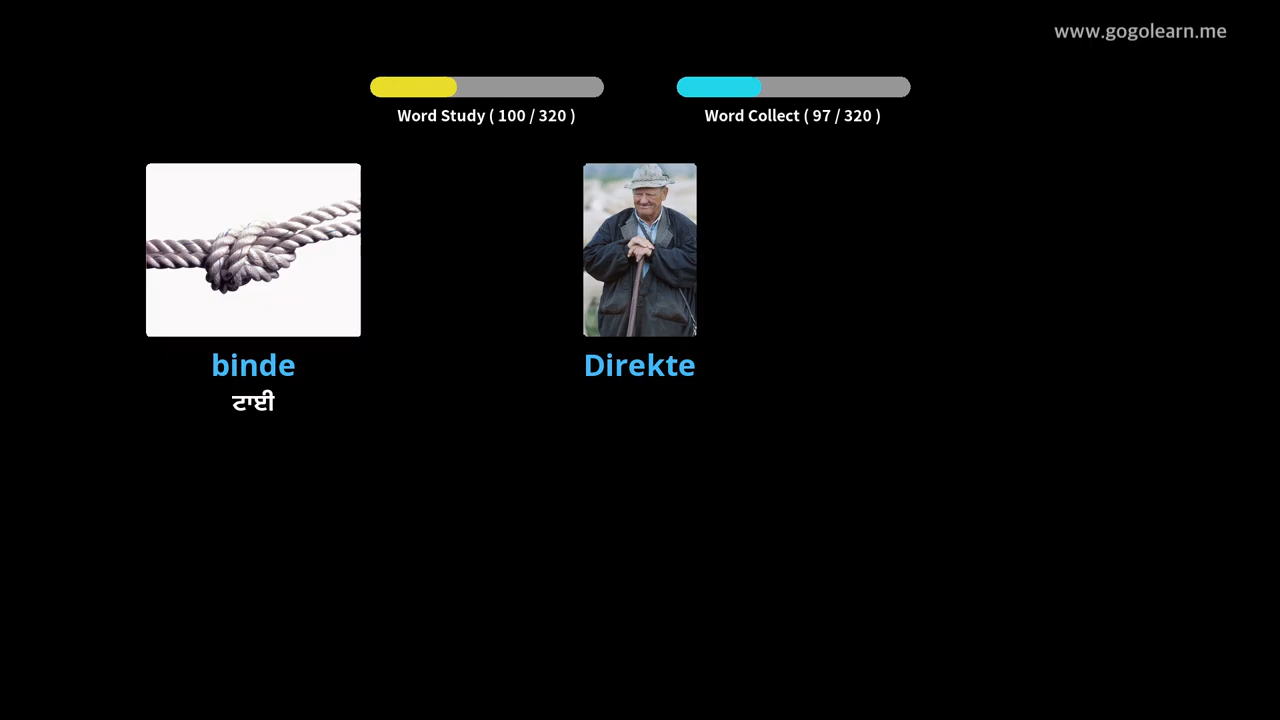 www.gogolearn.me
Word Study ( 100 / 320 )
Word Collect ( 97 / 320 )
binde
ਟਾਈ
Direkte